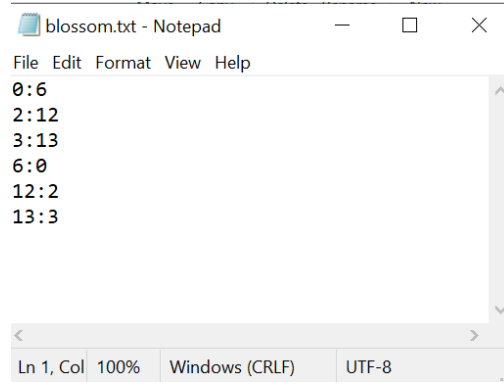 blossom.txt - Notepad
File Edit Format View Help
0:6
2:12
3:13
6:0
12:2
13:3
Ln 1, Col 100% Windows (CRLF) UTF-8